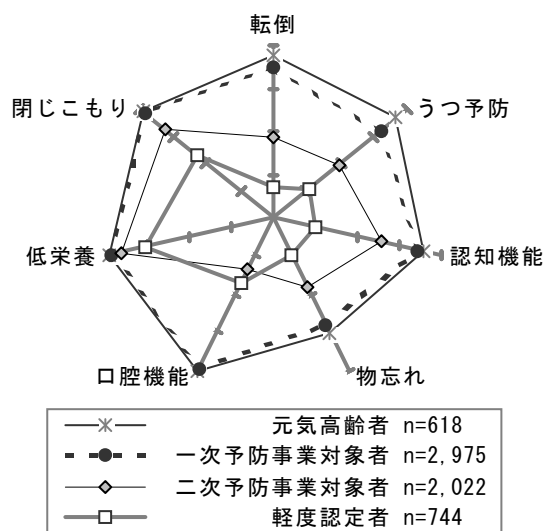 転倒
閉じこもり
うつ予防
低栄養
認知機能
口腔機能
物忘れ
元気高齢者 n=618
一次予防事業対象者 n=2,975
二次予防事業対象者 n=2,022
軽度認定者 n=744